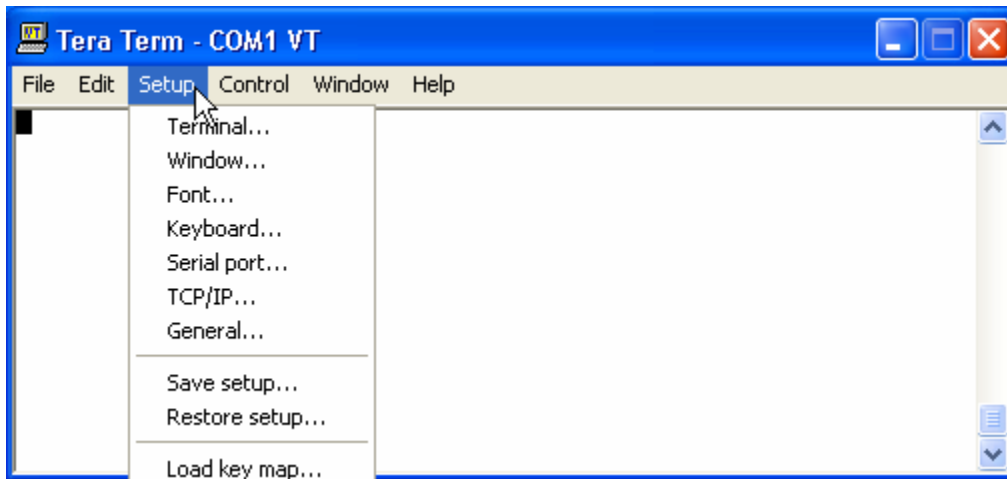 Tera Term - COM1 VT
File Edit Setup Control Window Help
Terminal...
Window...
Font...
Keyboard...
Serial port...
TCP/IP...
General...
Save setup...
Restore setup...
Load key map...